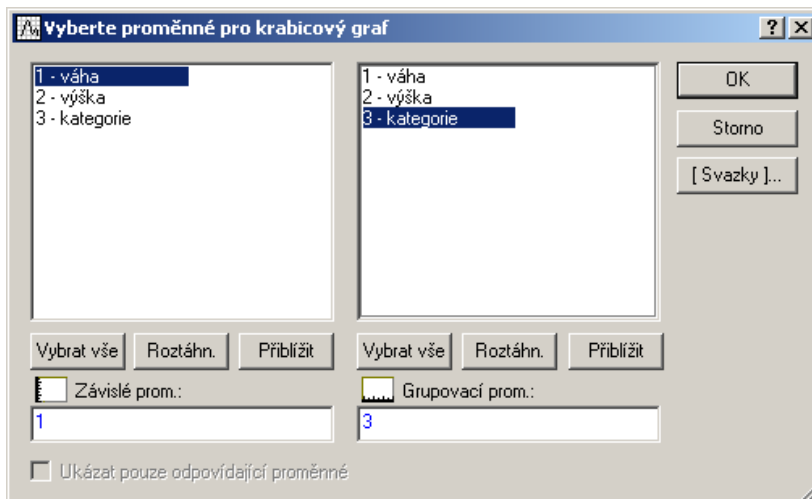 Vyberte proměnné pro krabicový graf
1 - váha
2 - výška
3 - kategorie
1 - váha
2 - výška
3 - kategorie
OK
Storno
[ Svazky ]...
Vybrat vše Roztáhn. Přiblížit
Vybrat vše Roztáhn. Přiblížit
Závislé prom.:
1
Grupovací prom.:
3
Ukázat pouze odpovídající proměnné